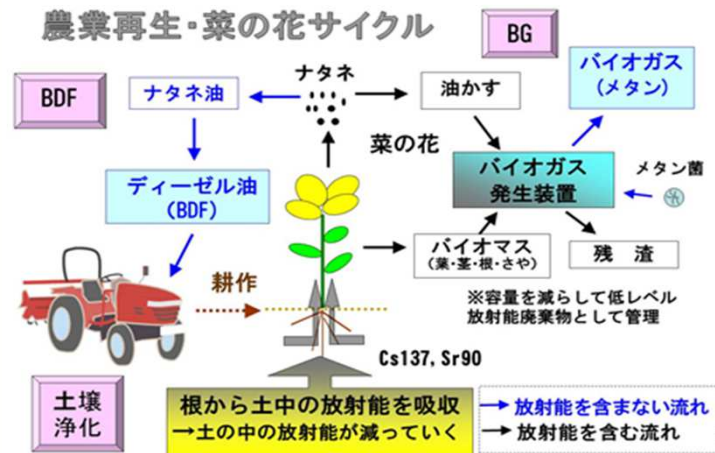 農業再生・菜の花サイクル
BG
BDF
ナタネ
ナタネ油
油かす
バイオガス
(メタン)
菜の花
ディーゼル油
(BDF)
バイオガス
発生装置
メタン菌
バイオマス
(葉・茎・根・さや)
残 渣
耕作
※容量を減らして低レベル
放射能廃棄物として管理
Cs137, Sr90
土壌
浄化
根から土中の放射能を吸収
→土の中の放射能が減っていく
→ 放射能を含まない流れ
→ 放射能を含む流れ